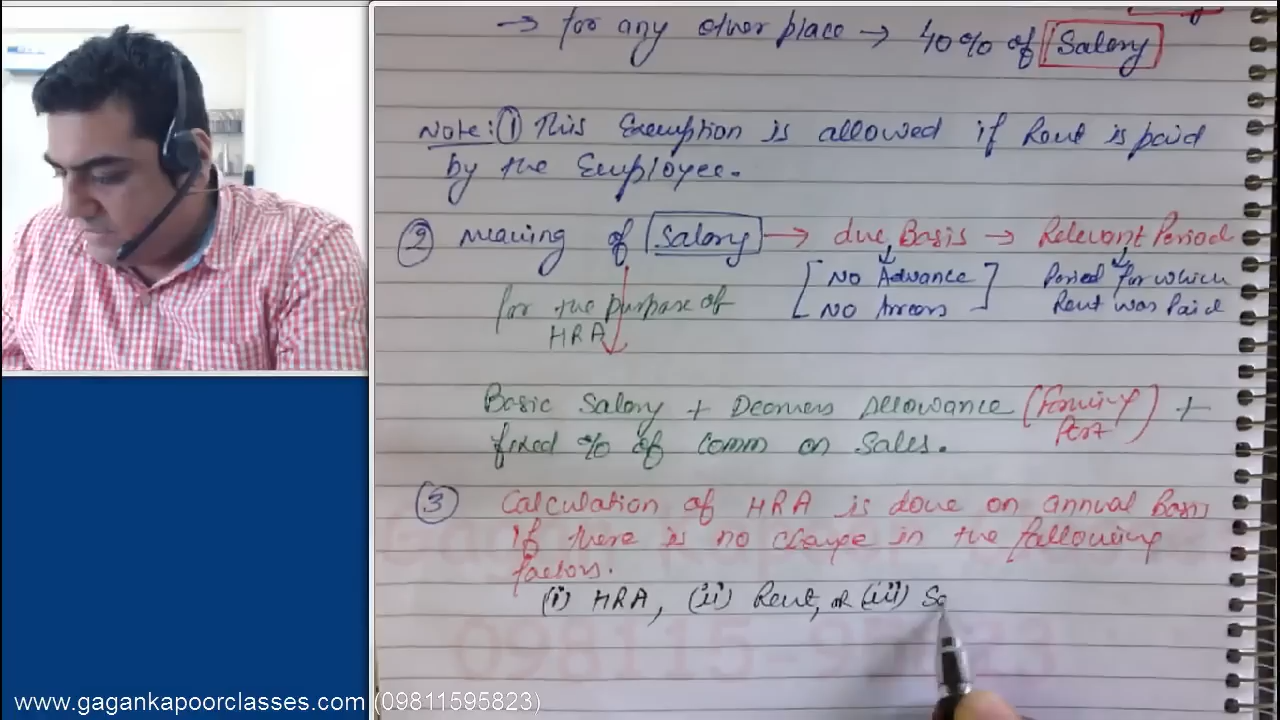 → for any other place → 40% of Salary
Note: ① This Exemption is allowed if Rent is paid
by the Employee.
② Meaning of Salary → due Basis → Relevant Period
for the purpose of HRA
[No Advance
No Arrears]
Period for which
Rent was Paid
Basic Salary + Dearness Allowance (Forming Part) +
fixed % of Comm on Sales.
③ Calculation of HRA is done on annual Basis
If there is no change in the following
factors.
(i) HRA, (ii) Rent, or (iii) Sa
098115-95823
www.gagankapoorclasses.com (09811595823)